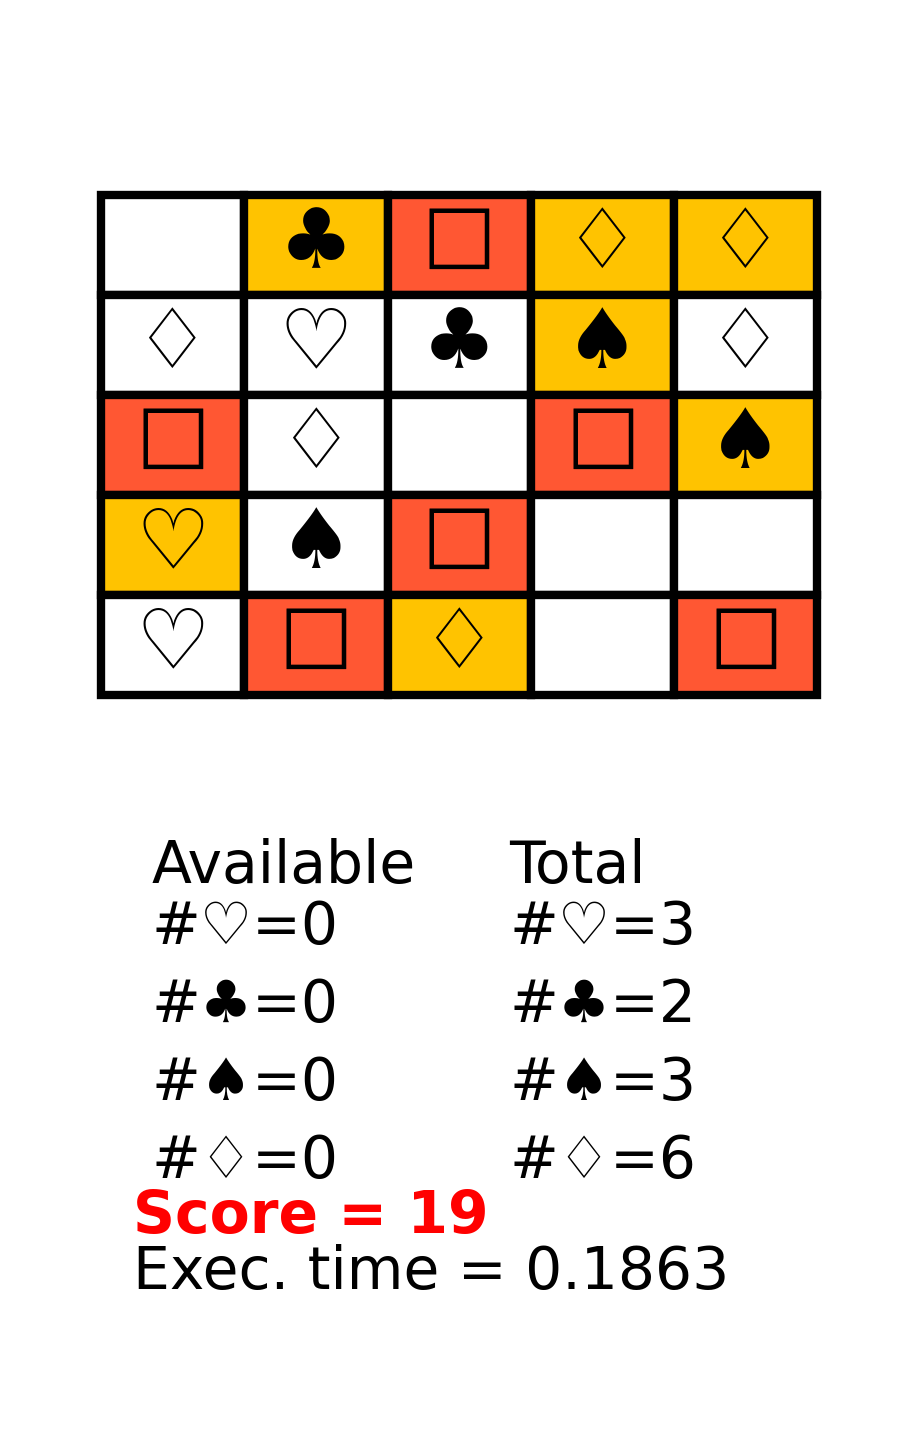 ♣ □ ♢ ♢
♢ ♡ ♣ ♠ ♢
□ ♢ □ ♠
♡ ♠ □
♡ □ ♢ □
Available Total
#♡=0 #♡=3
#♣=0 #♣=2
#♠=0 #♠=3
#♢=0 #♢=6
Score = 19
Exec. time = 0.1863